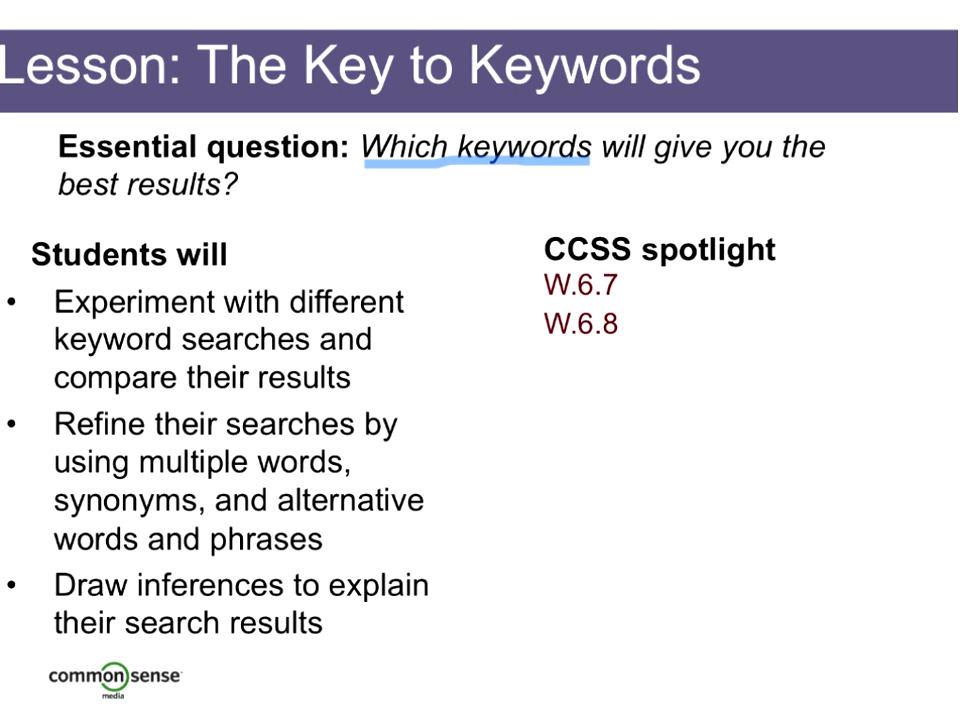 Lesson: The Key to Keywords
Essential question: Which keywords will give you the
best results?
Students will
• Experiment with different
keyword searches and
compare their results
• Refine their searches by
using multiple words,
synonyms, and alternative
words and phrases
• Draw inferences to explain
their search results
CCSS spotlight
W.6.7
W.6.8
common sense
media